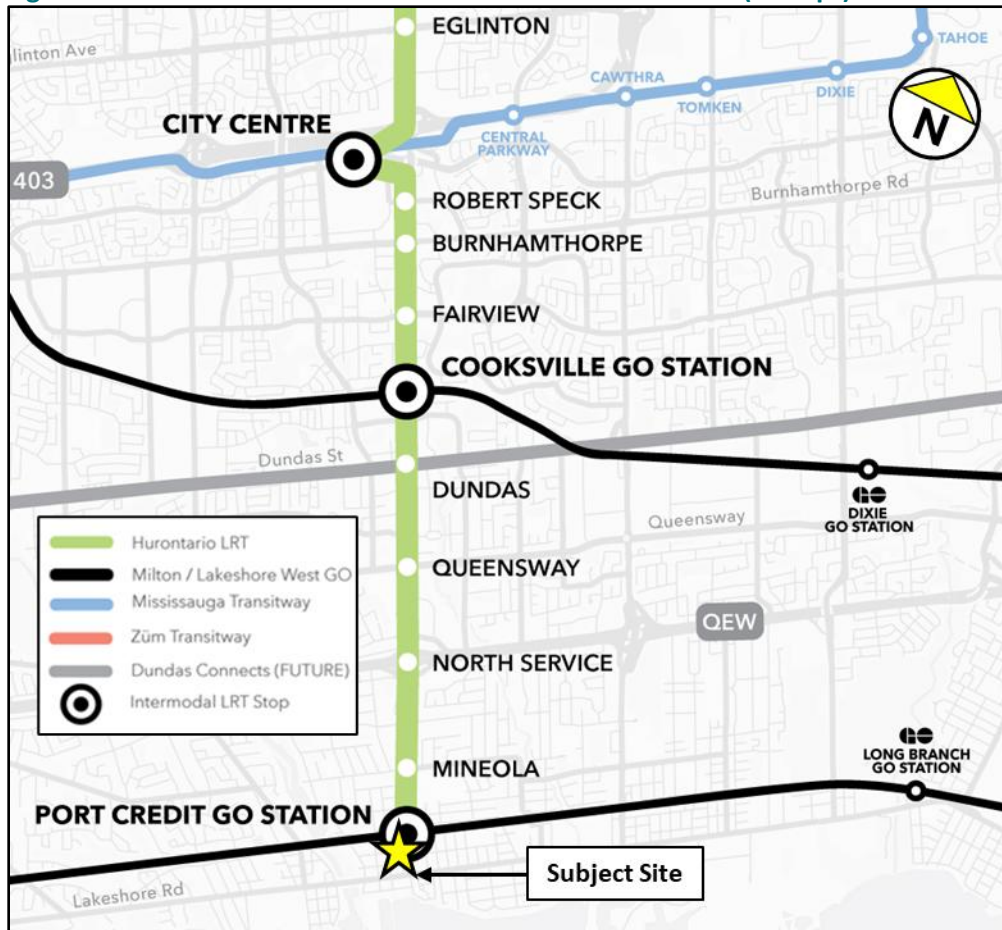 EGLINTON
linton Ave
TAHOE
CAWTHRA
TOMKEN
DIXIE
CITY CENTRE
CENTRAL
PARKWAY
N
403
ROBERT SPECK
Burnhamthorpe Rd
BURNHAMTHORPE
FAIRVIEW
COOKSVILLE GO STATION
Dundas St
DUNDAS
GO
DIXIE
GO STATION
Queensway
QUEENSWAY
Hurontario LRT
Milton / Lakeshore West GO
Mississauga Transitway
Züm Transitway
Dundas Connects (FUTURE)
Intermodal LRT Stop
QEW
NORTH SERVICE
GO
LONG BRANCH
GO STATION
MINEOLA
PORT CREDIT GO STATION
Subject Site
Lakeshore Rd